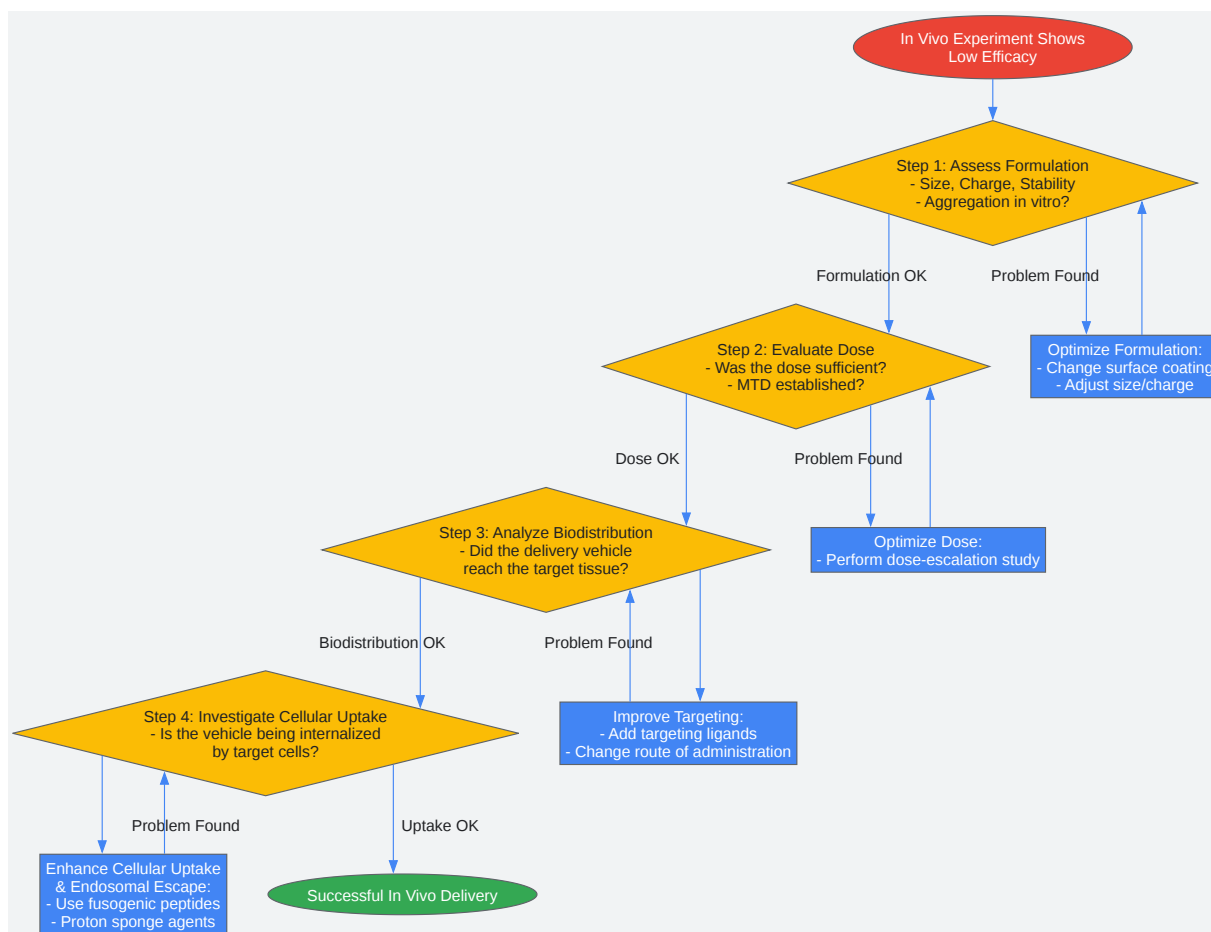 In Vivo Experiment Shows
Low Efficacy
Step 1: Assess Formulation
- Size, Charge, Stability
- Aggregation in vitro?
Formulation OK
Problem Found
Optimize Formulation:
- Change surface coating
- Adjust size/charge
Step 2: Evaluate Dose
- Was the dose sufficient?
- MTD established?
Dose OK
Problem Found
Optimize Dose:
- Perform dose-escalation study
Step 3: Analyze Biodistribution
- Did the delivery vehicle
reach the target tissue?
Biodistribution OK
Problem Found
Improve Targeting:
- Add targeting ligands
- Change route of administration
Step 4: Investigate Cellular Uptake
- Is the vehicle being internalized
by target cells?
Problem Found
Uptake OK
Enhance Cellular Uptake
& Endosomal Escape:
- Use fusogenic peptides
- Proton sponge agents
Successful In Vivo Delivery